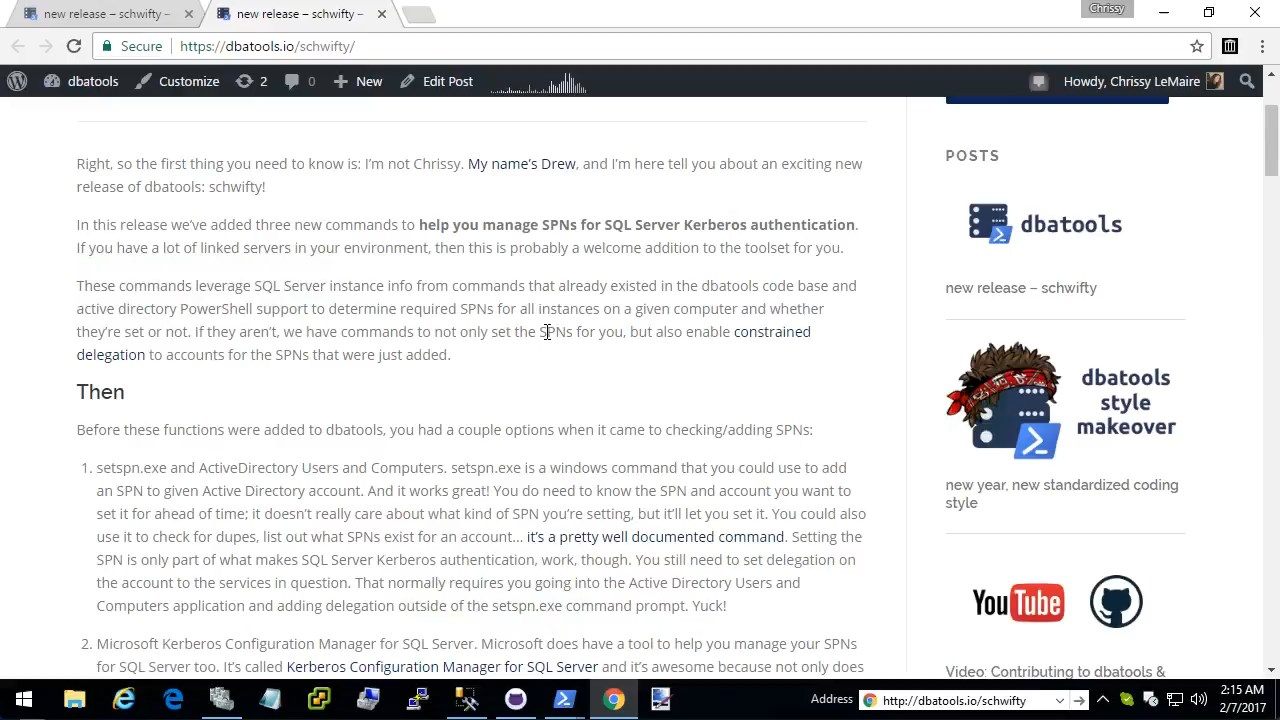 new release – schwifty –
new release – schwifty –
Chrissy
Secure
https://dbatools.io/schwifty/
dbatools
Customize
2
0
New
Edit Post
Howdy, Chrissy LeMaire
Right, so the first thing you need to know is: I'm not Chrissy. My name's Drew, and I'm here tell you about an exciting new
release of dbatools: schwifty!
In this release we've added three new commands to help you manage SPNs for SQL Server Kerberos authentication.
If you have a lot of linked servers in your environment, then this is probably a welcome addition to the toolset for you.
These commands leverage SQL Server instance info from commands that already existed in the dbatools code base and
active directory PowerShell support to determine required SPNs for all instances on a given computer and whether
they're set or not. If they aren't, we have commands to not only set the SPNs for you, but also enable constrained
delegation to accounts for the SPNs that were just added.
Then
Before these functions were added to dbatools, you had a couple options when it came to checking/adding SPNs:
1. setspn.exe and ActiveDirectory Users and Computers. setspn.exe is a windows command that you could use to add
an SPN to given Active Directory account. And it works great! You do need to know the SPN and account you want to
set it for ahead of time; it doesn't really care about what kind of SPN you're setting, but it'll let you set it. You could also
use it to check for dupes, list out what SPNs exist for an account… it's a pretty well documented command. Setting the
SPN is only part of what makes SQL Server Kerberos authentication, work, though. You still need to set delegation on
the account to the services in question. That normally requires you going into the Active Directory Users and
Computers application and adding delegation outside of the setspn.exe command prompt. Yuck!
2. Microsoft Kerberos Configuration Manager for SQL Server. Microsoft does have a tool to help you manage your SPNs
for SQL Server too. It's called Kerberos Configuration Manager for SQL Server and it's awesome because not only does
POSTS
dbatools
new release – schwifty
dbatools
style
makeover
new year, new standardized coding
style
YouTube
Video: Contributing to dbatools &
Address
http://dbatools.io/schwifty
2:15 AM
2/7/2017